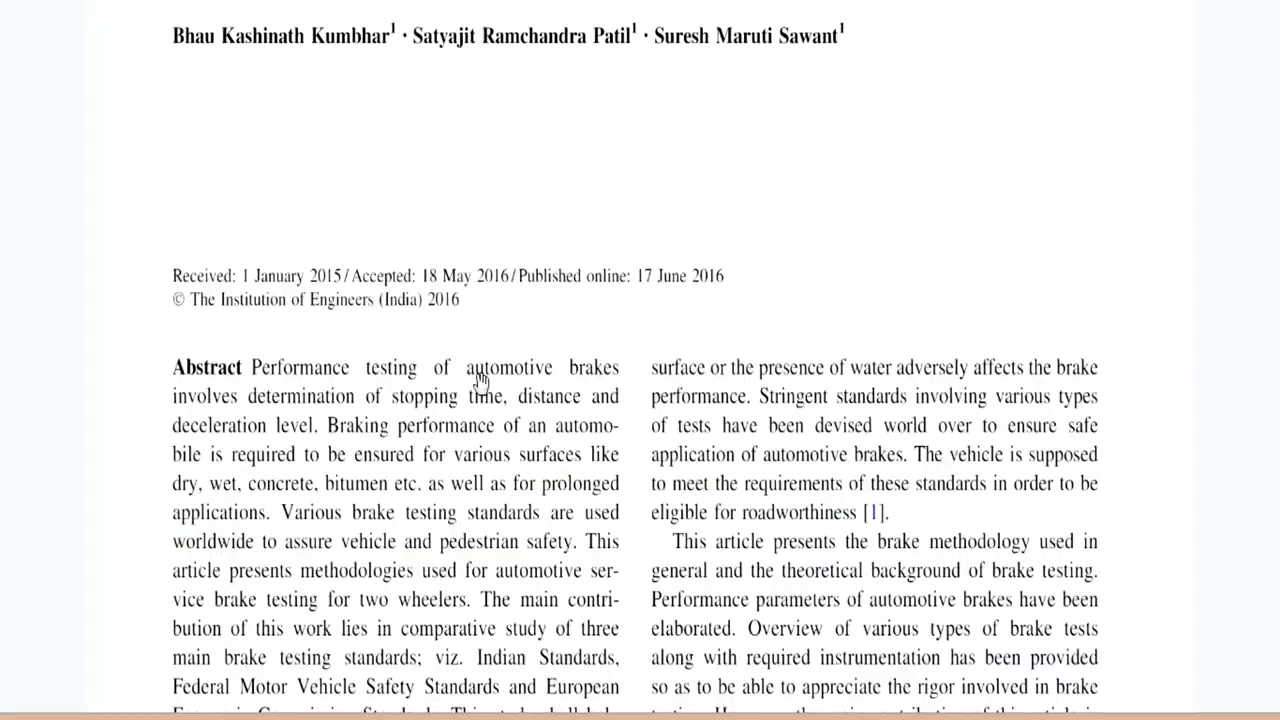 Bhau Kashinath Kumbhar1 · Satyajit Ramchandra Patil1 · Suresh Maruti Sawant1
Received: 1 January 2015 / Accepted: 18 May 2016 / Published online: 17 June 2016
© The Institution of Engineers (India) 2016
Abstract Performance testing of automotive brakes
involves determination of stopping time, distance and
deceleration level. Braking performance of an automo-
bile is required to be ensured for various surfaces like
dry, wet, concrete, bitumen etc. as well as for prolonged
applications. Various brake testing standards are used
worldwide to assure vehicle and pedestrian safety. This
article presents methodologies used for automotive ser-
vice brake testing for two wheelers. The main contri-
bution of this work lies in comparative study of three
main brake testing standards; viz. Indian Standards,
Federal Motor Vehicle Safety Standards and European
surface or the presence of water adversely affects the brake
performance. Stringent standards involving various types
of tests have been devised world over to ensure safe
application of automotive brakes. The vehicle is supposed
to meet the requirements of these standards in order to be
eligible for roadworthiness [1].
This article presents the brake methodology used in
general and the theoretical background of brake testing.
Performance parameters of automotive brakes have been
elaborated. Overview of various types of brake tests
along with required instrumentation has been provided
so as to be able to appreciate the rigor involved in brake